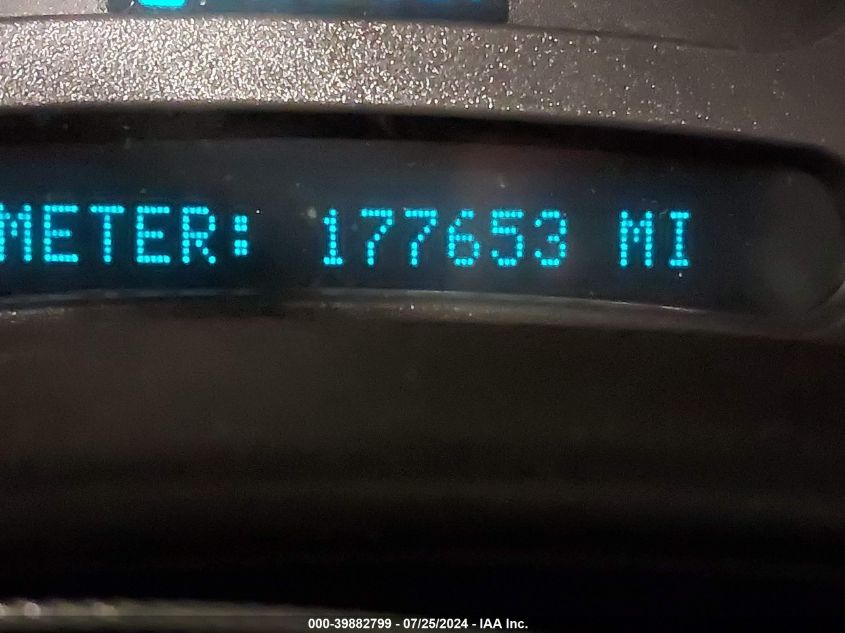 METER: 177653 MI
000-39882799 - 07/25/2024 - IAA Inc.